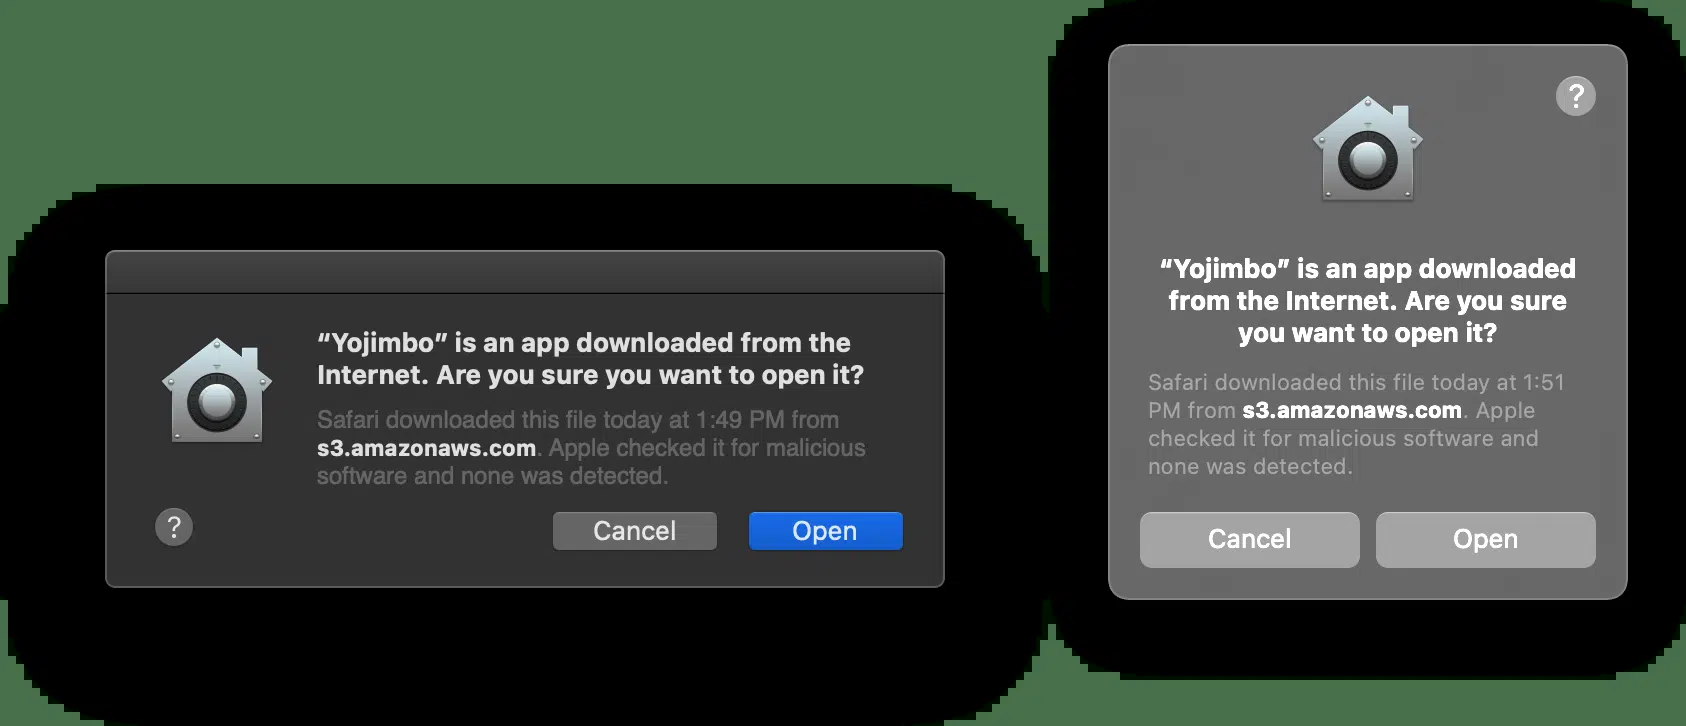 “Yojimbo” is an app downloaded from the
Internet. Are you sure you want to open it?
Safari downloaded this file today at 1:49 PM from
s3.amazonaws.com. Apple checked it for malicious
software and none was detected.
?
Cancel
Open
?
“Yojimbo” is an app downloaded
from the Internet. Are you sure
you want to open it?
Safari downloaded this file today at 1:51
PM from s3.amazonaws.com. Apple
checked it for malicious software and
none was detected.
Cancel
Open